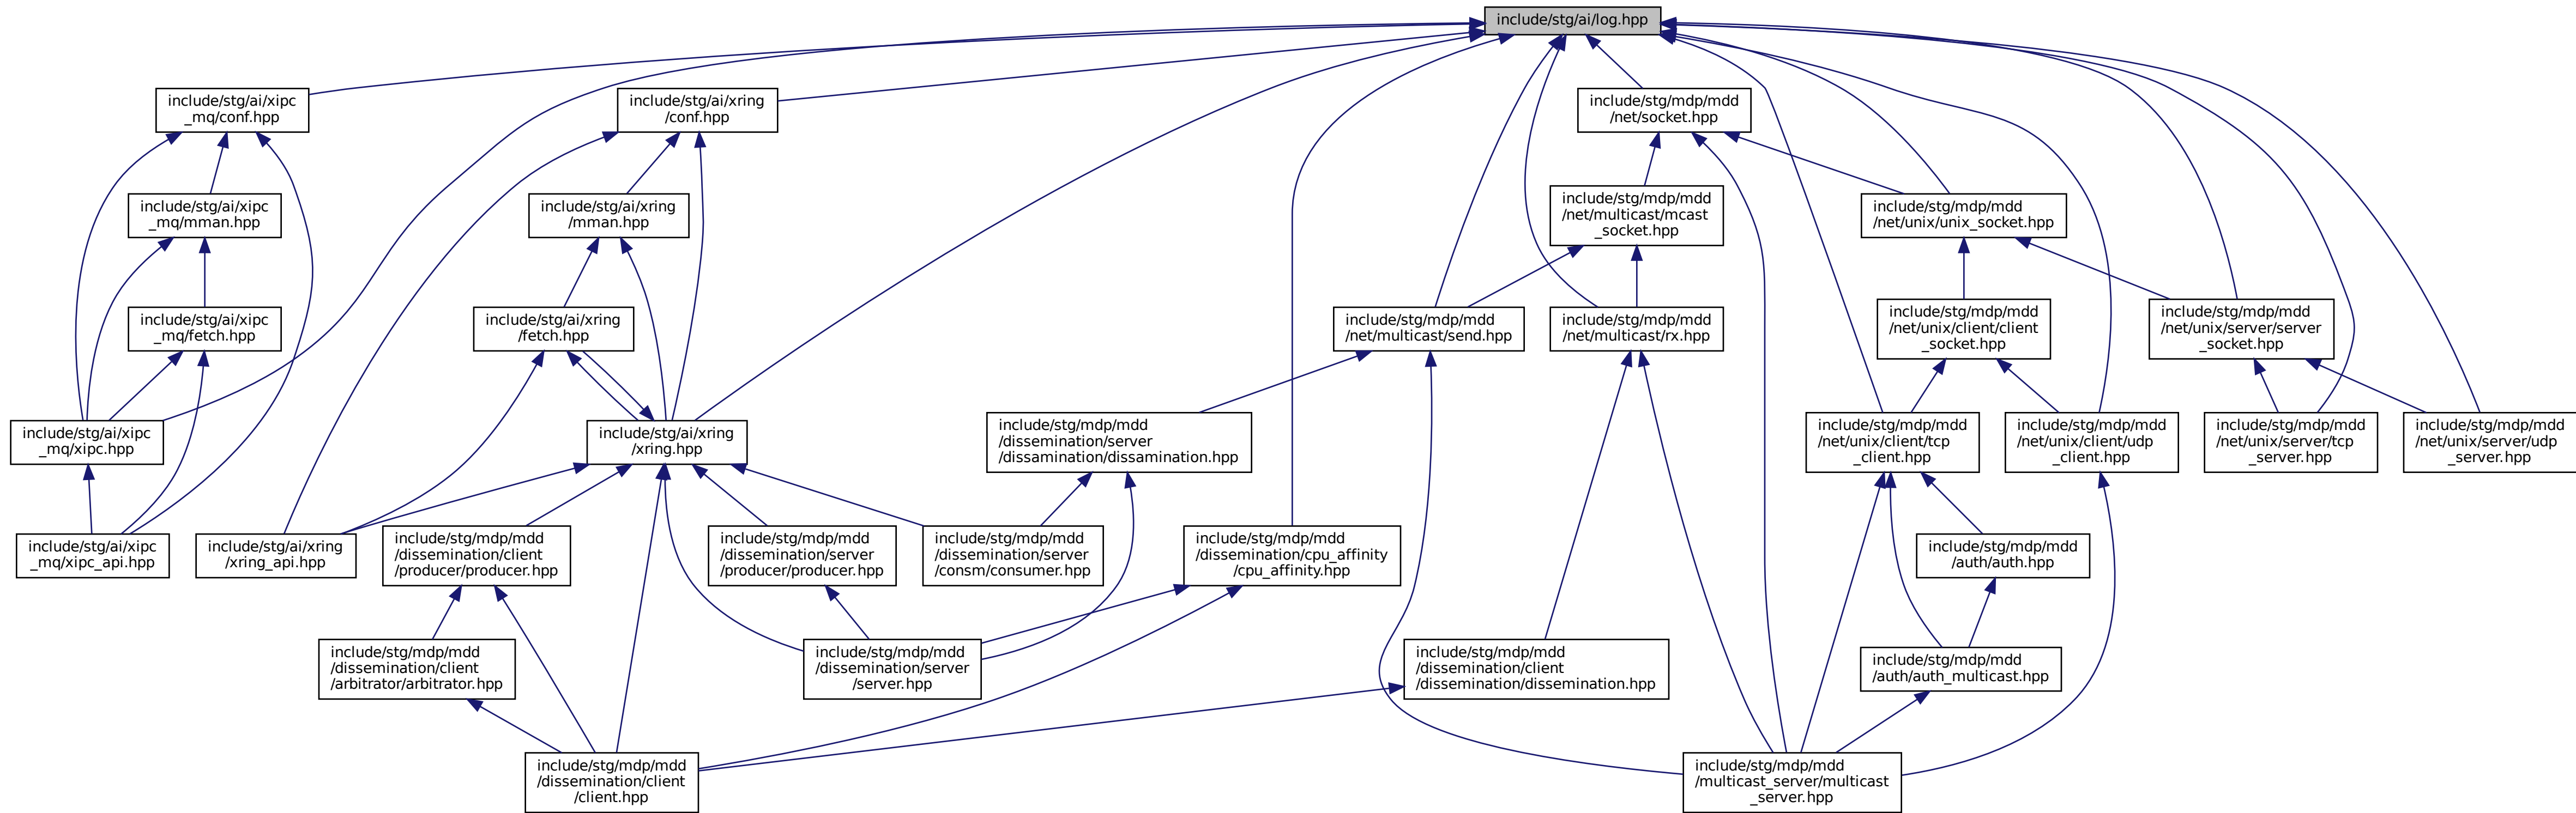 include/stg/ai/log.hpp
include/stg/ai/xipc
_mq/conf.hpp
include/stg/ai/xring
/conf.hpp
include/stg/mdp/mdd
/net/socket.hpp
include/stg/ai/xipc
_mq/mman.hpp
include/stg/ai/xring
/mman.hpp
include/stg/mdp/mdd
/net/multicast/mcast
_socket.hpp
include/stg/mdp/mdd
/net/unix/unix_socket.hpp
include/stg/ai/xipc
_mq/fetch.hpp
include/stg/ai/xring
/fetch.hpp
include/stg/mdp/mdd
/net/multicast/send.hpp
include/stg/mdp/mdd
/net/multicast/rx.hpp
include/stg/mdp/mdd
/net/unix/client/client
_socket.hpp
include/stg/mdp/mdd
/net/unix/server/server
_socket.hpp
include/stg/ai/xipc
_mq/xipc.hpp
include/stg/ai/xring
/xring.hpp
include/stg/mdp/mdd
/dissemination/server
/dissamination/dissamination.hpp
include/stg/mdp/mdd
/net/unix/client/tcp
_client.hpp
include/stg/mdp/mdd
/net/unix/client/udp
_client.hpp
include/stg/mdp/mdd
/net/unix/server/tcp
_server.hpp
include/stg/mdp/mdd
/net/unix/server/udp
_server.hpp
include/stg/ai/xipc
_mq/xipc_api.hpp
include/stg/ai/xring
/xring_api.hpp
include/stg/mdp/mdd
/dissemination/client
/producer/producer.hpp
include/stg/mdp/mdd
/dissemination/server
/producer/producer.hpp
include/stg/mdp/mdd
/dissemination/server
/consm/consumer.hpp
include/stg/mdp/mdd
/dissemination/cpu_affinity
/cpu_affinity.hpp
include/stg/mdp/mdd
/auth/auth.hpp
include/stg/mdp/mdd
/dissemination/client
/arbitrator/arbitrator.hpp
include/stg/mdp/mdd
/dissemination/server
/server.hpp
include/stg/mdp/mdd
/dissemination/client
/dissemination/dissemination.hpp
include/stg/mdp/mdd
/auth/auth_multicast.hpp
include/stg/mdp/mdd
/dissemination/client
/client.hpp
include/stg/mdp/mdd
/multicast_server/multicast
_server.hpp